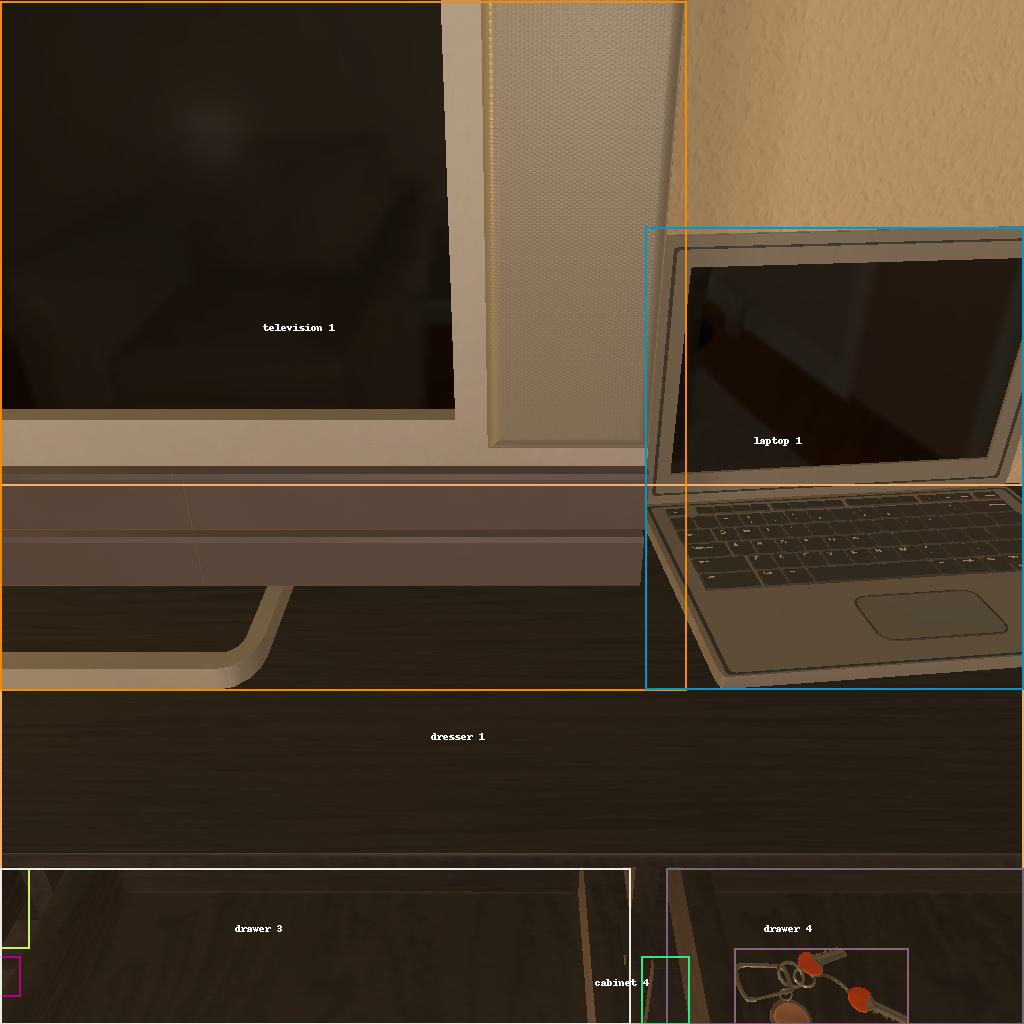 television 1
laptop 1
dresser 1
drawer 3
drawer 4
cabinet 4